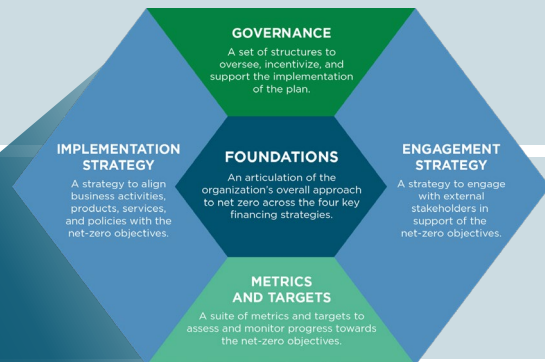 GOVERNANCE
A set of structures to
oversee, incentivize, and
support the implementation
of the plan.
IMPLEMENTATION
STRATEGY
A strategy to align
business activities,
products, services,
and policies with the
net-zero objectives.
FOUNDATIONS
An articulation of the
organization's overall approach
to net zero across the four key
financing strategies.
ENGAGEMENT
STRATEGY
A strategy to engage
with external
stakeholders in
support of the
net-zero objectives.
METRICS
AND TARGETS
A suite of metrics and targets to
assess and monitor progress towards
the net-zero objectives.